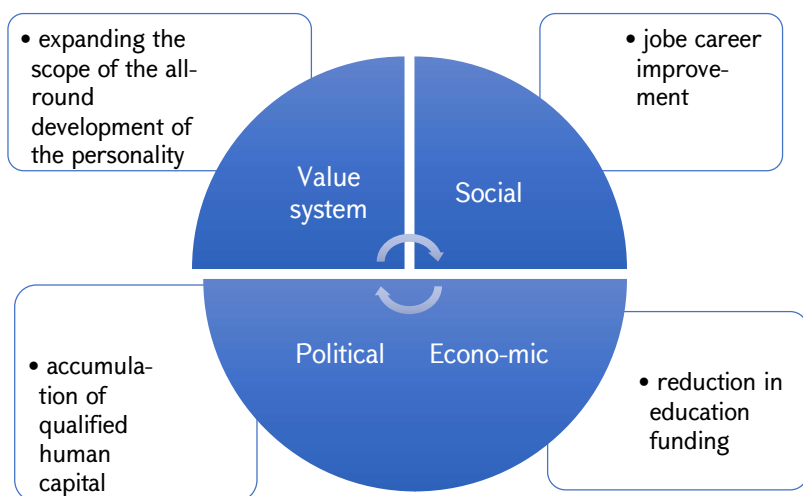 • expanding the
scope of the all-
round
development of
the personality
• jobe career
improve-
ment
Value
system
Social
Political
Econo-mic
• accumula-
tion of
qualified
human
capital
• reduction in
education
funding